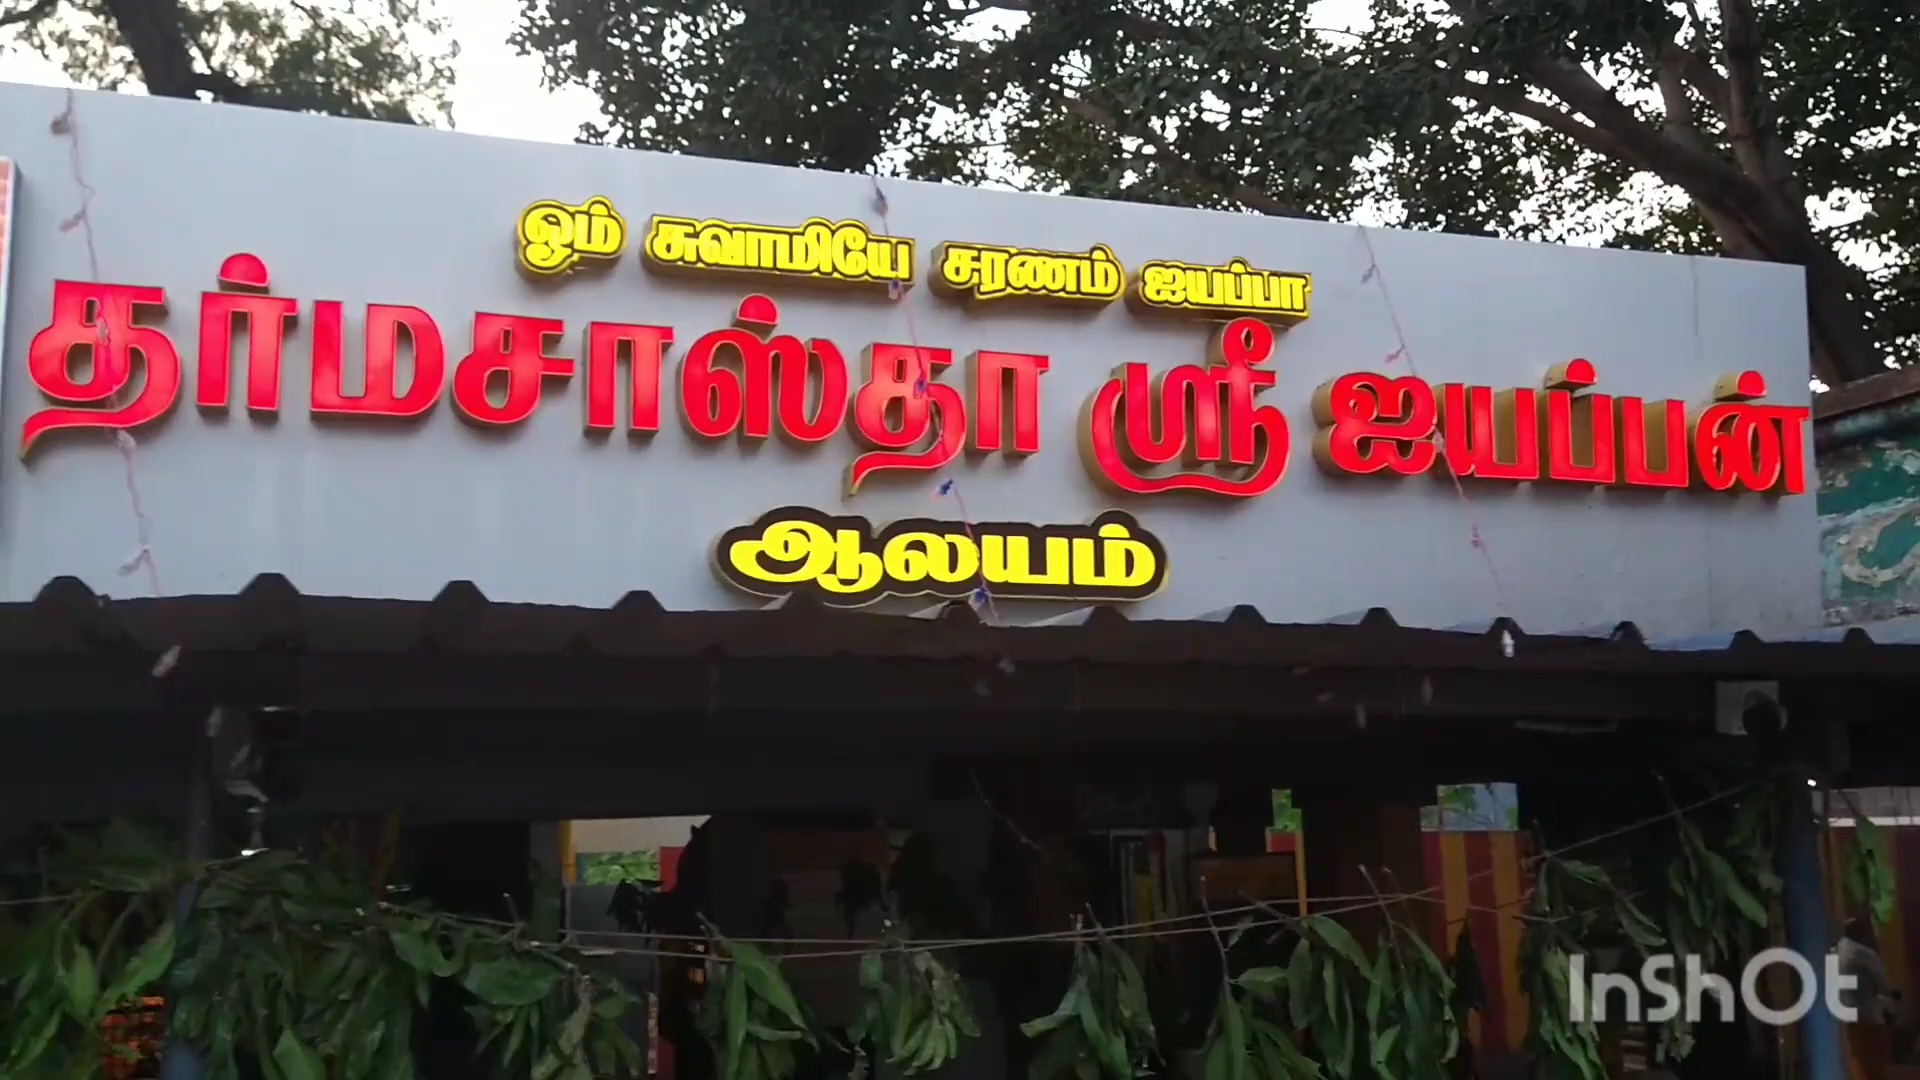 ஓம் சுவாமியே சரணம் ஐயப்பா
தர்மசாஸ்தா ஸ்ரீ ஐயப்பன்
ஆலயம்
InShOt